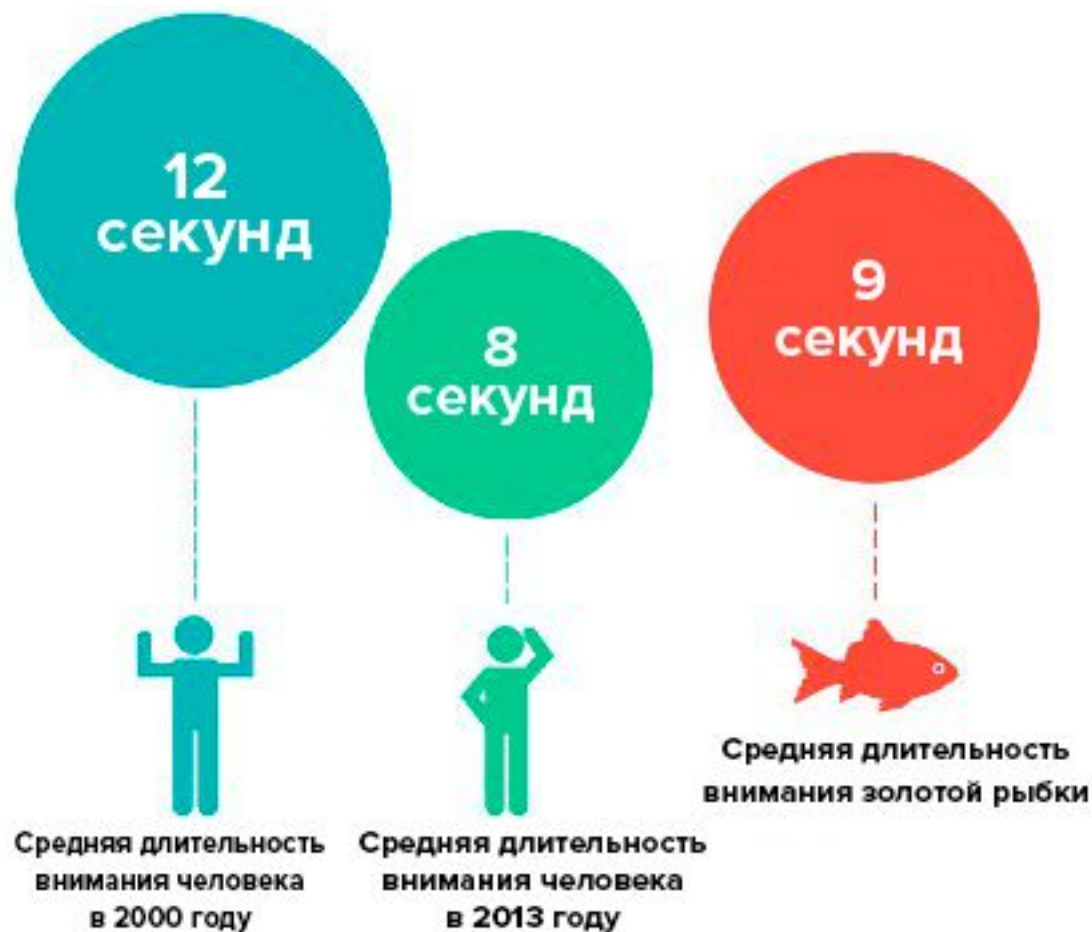 12
секунд
8
секунд
9
секунд
Средняя длительность
внимания человека
в 2000 году
Средняя длительность
внимания человека
в 2013 году
Средняя длительность
внимания золотой рыбки